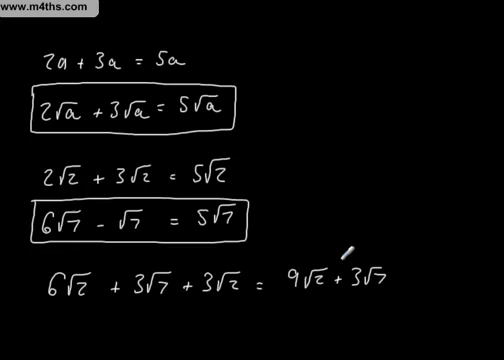 www.m4ths.com
2a + 3a = 5a
2√a + 3√a = 5√a
2√2 + 3√2 = 5√2
6√7 - √7 = 5√7
6√2 + 3√7 + 3√2 = 9√2 + 3√7